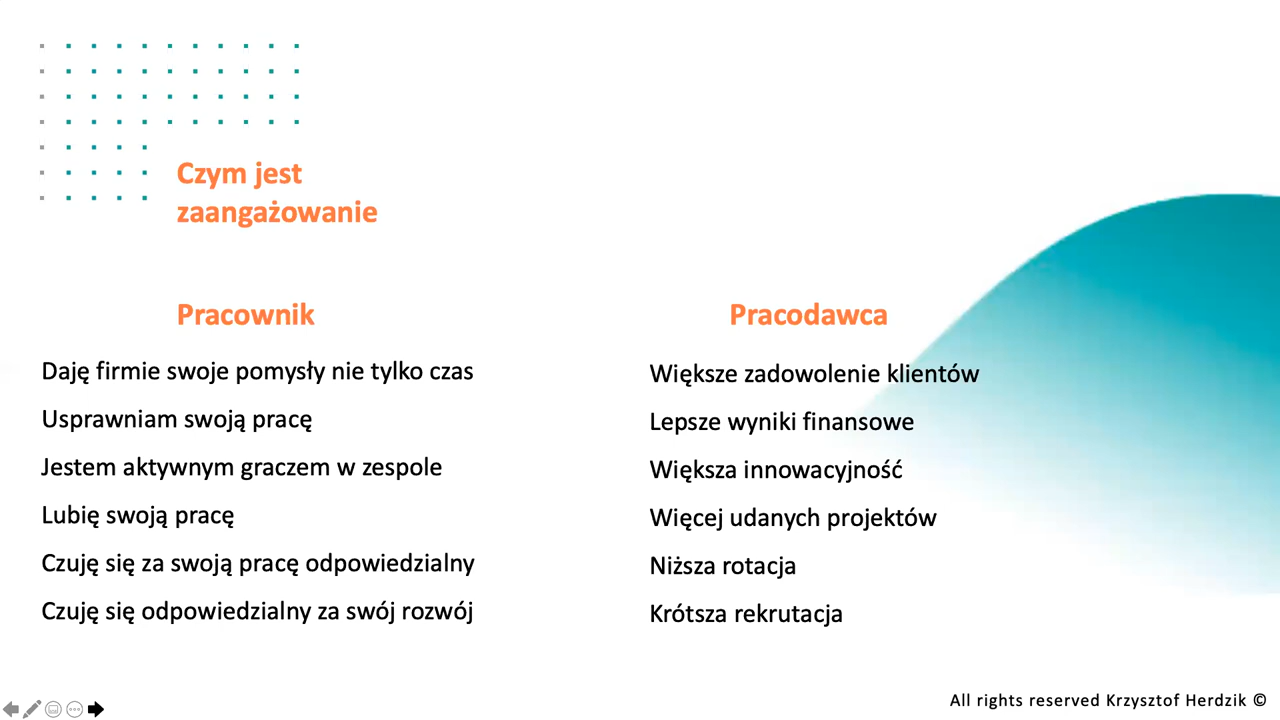 Czym jest
zaangażowanie
Pracownik
Daję firmie swoje pomysły nie tylko czas
Usprawniam swoją pracę
Jestem aktywnym graczem w zespole
Lubię swoją pracę
Czuję się za swoją pracę odpowiedzialny
Czuję się odpowiedzialny za swój rozwój
Pracodawca
Większe zadowolenie klientów
Lepsze wyniki finansowe
Większa innowacyjność
Więcej udanych projektów
Niższa rotacja
Krótsza rekrutacja
All rights reserved Krzysztof Herdzik ©